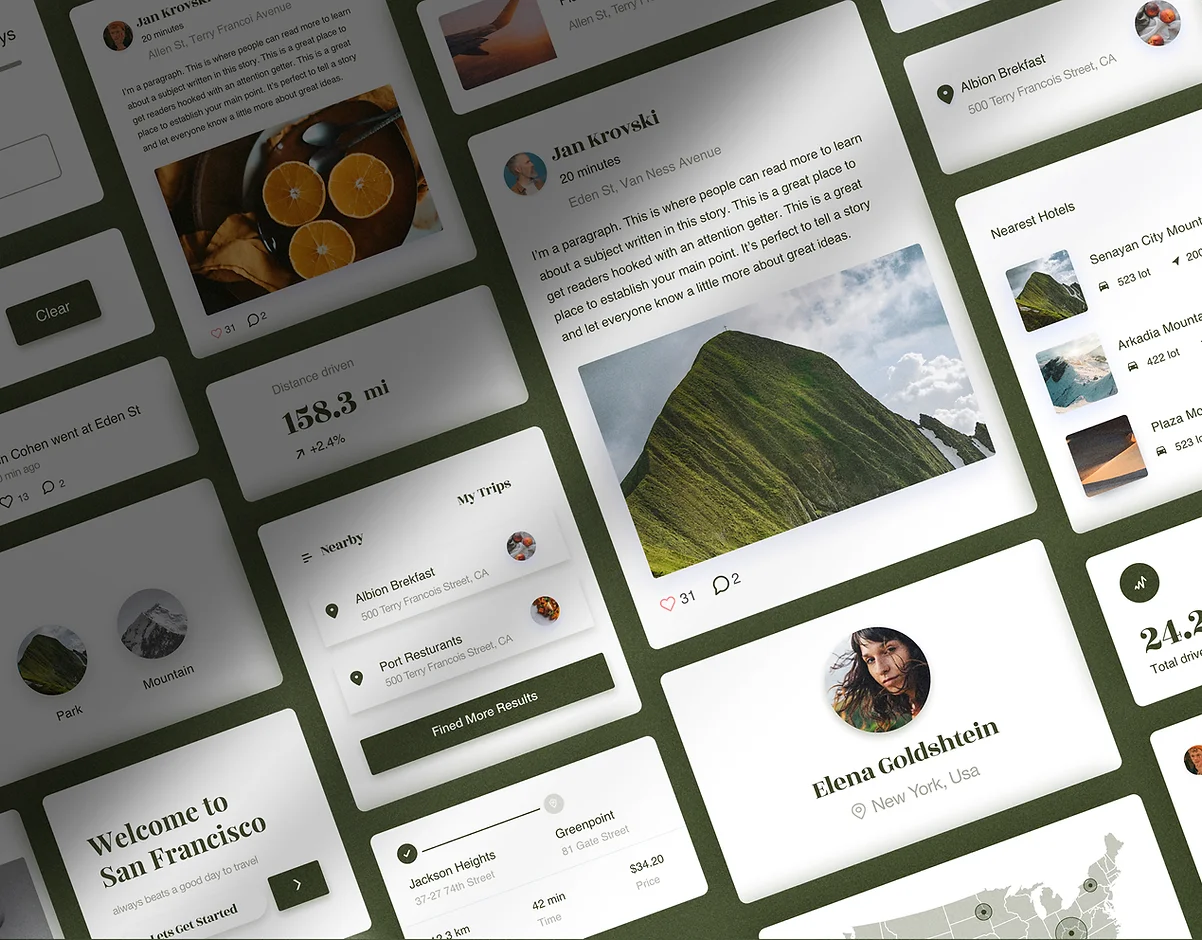 Jan Krovski
20 minutes
Allen St, Terry Francoi Avenue
I'm a paragraph. This is where people can read more to learn
about a subject written in this story. This is a great place to
get readers hooked with an attention getter. This is a great
place to establish your main point. It's perfect to tell a story
and let everyone know a little more about great ideas.
31
2
Allen St, Terry
Jan Krovski
20 minutes
Eden St, Van Ness Avenue
I'm a paragraph. This is where people can read more to learn
about a subject written in this story. This is a great place to
get readers hooked with an attention getter. This is a great
place to establish your main point. It's perfect to tell a story
and let everyone know a little more about great ideas.
31
2
Albion Brekfast
500 Terry Francois Street, CA
Nearest Hotels
Senayan City
523 lot
Arkadia
422 lot
Plaza
Clear
Distance driven
158.3 mi
+2.4%
Cohen went at Eden St
min ago
13
2
My Trips
Nearby
Albion Brekfast
500 Terry Francois Street, CA
Port Resturants
500 Terry Francois Street, CA
Fined More Results
Park
Mountain
Elena Goldshtein
New York, Usa
24.2
Total
Welcome to
San Francisco
always beats a good day to travel
Lets Get Started
Jackson Heights
37-27 74th Street
Greenpoint
81 Gate Street
km
42 min
Time
$34.20
Price